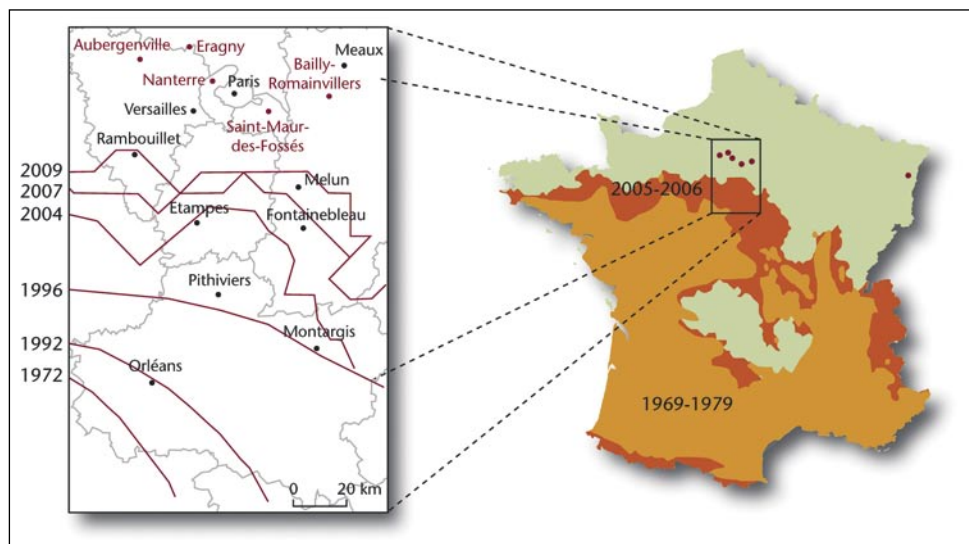 Aubergenville
Eragny
Meaux
Bailly-
Romainvillers
Nanterre
Paris
Versailles
Saint-Maur-
des-Fossés
Rambouillet
2009
2007
Melun
2004
Etampes
Fontainebleau
Pithiviers
1996
Montargis
1992
Orléans
1972
0 20 km
2005-2006
1969-1979